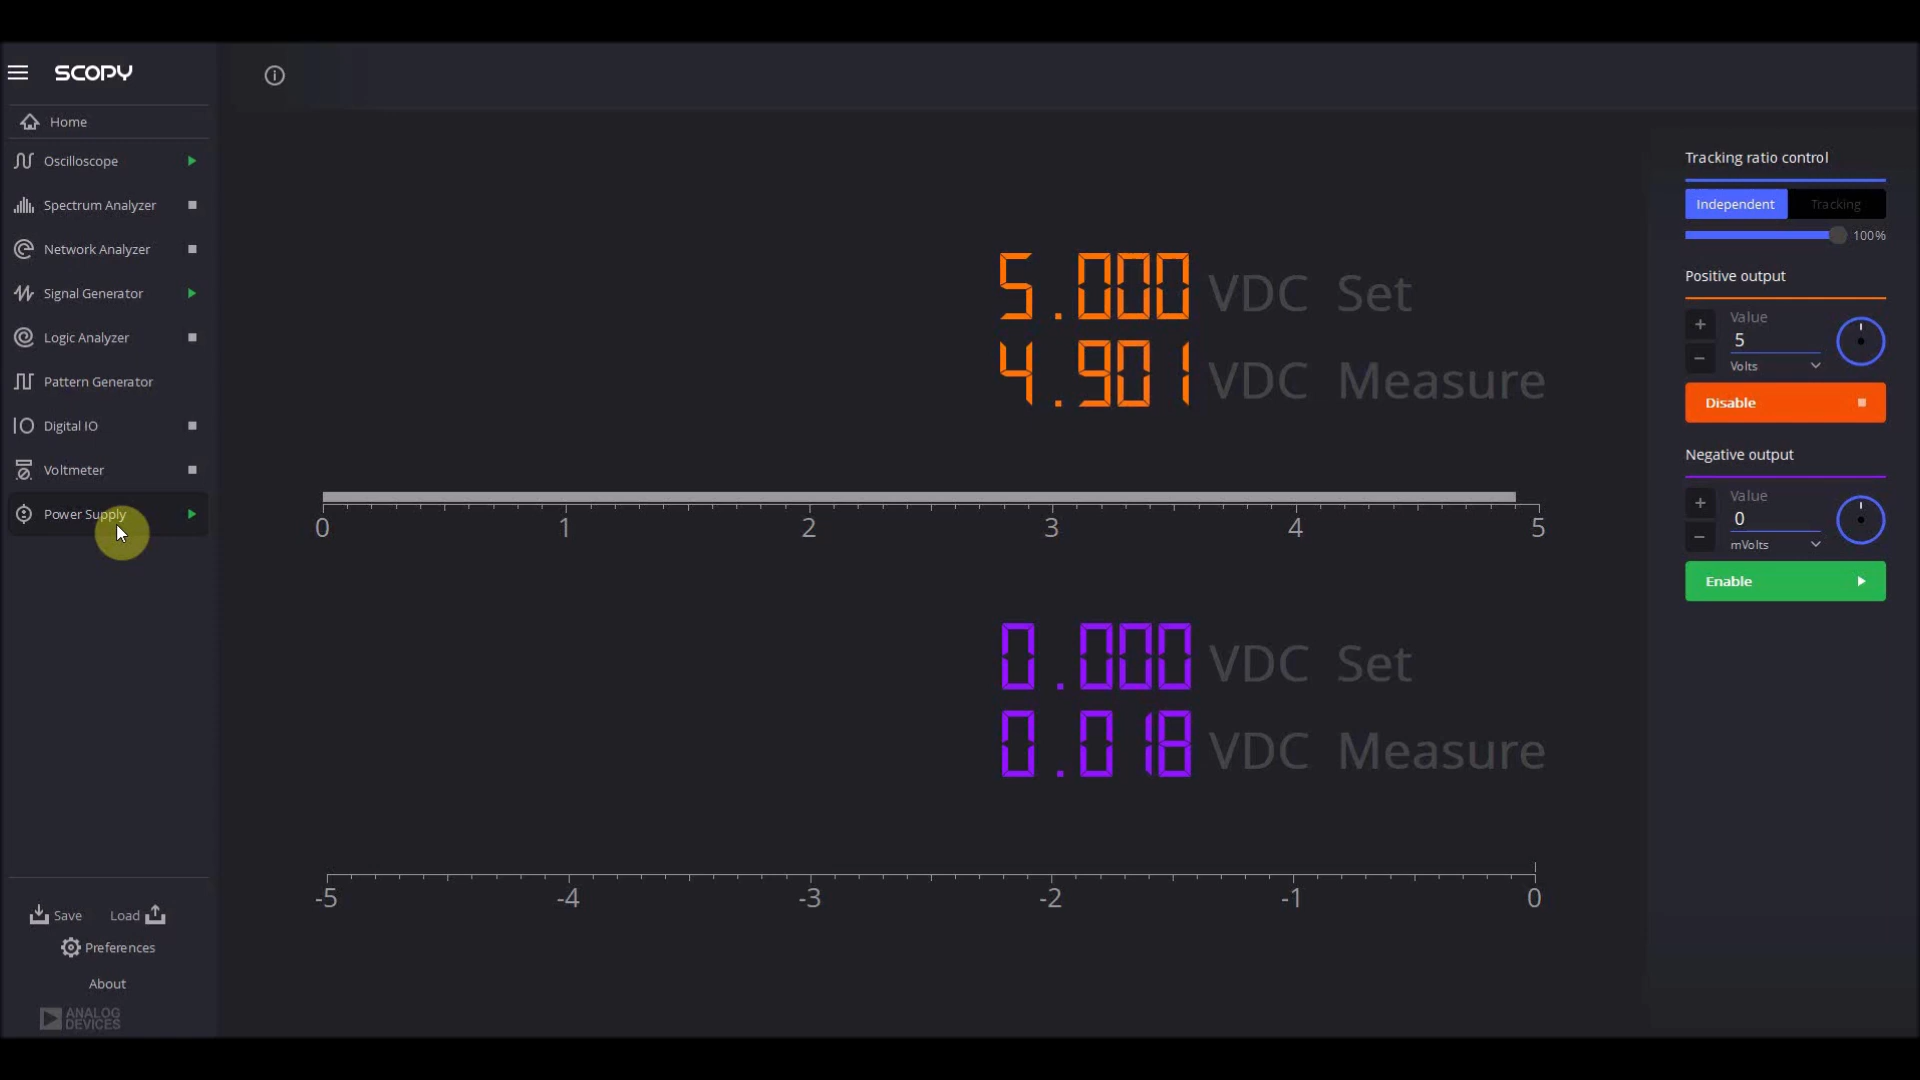 SCOPY
Home
Oscilloscope
Spectrum Analyzer
Network Analyzer
Signal Generator
Logic Analyzer
Pattern Generator
Digital IO
Voltmeter
Power Supply
Save Load
Preferences
About
ANALOG
DEVICES
5.000 VDC Set
4.901 VDC Measure
0 1 2 3 4 5
0.000 VDC Set
0.018 VDC Measure
-5 -4 -3 -2 -1 0
Tracking ratio control
Independent Tracking
100%
Positive output
+ Value
5
- Volts
Disable
Negative output
+ Value
0
- mVolts
Enable